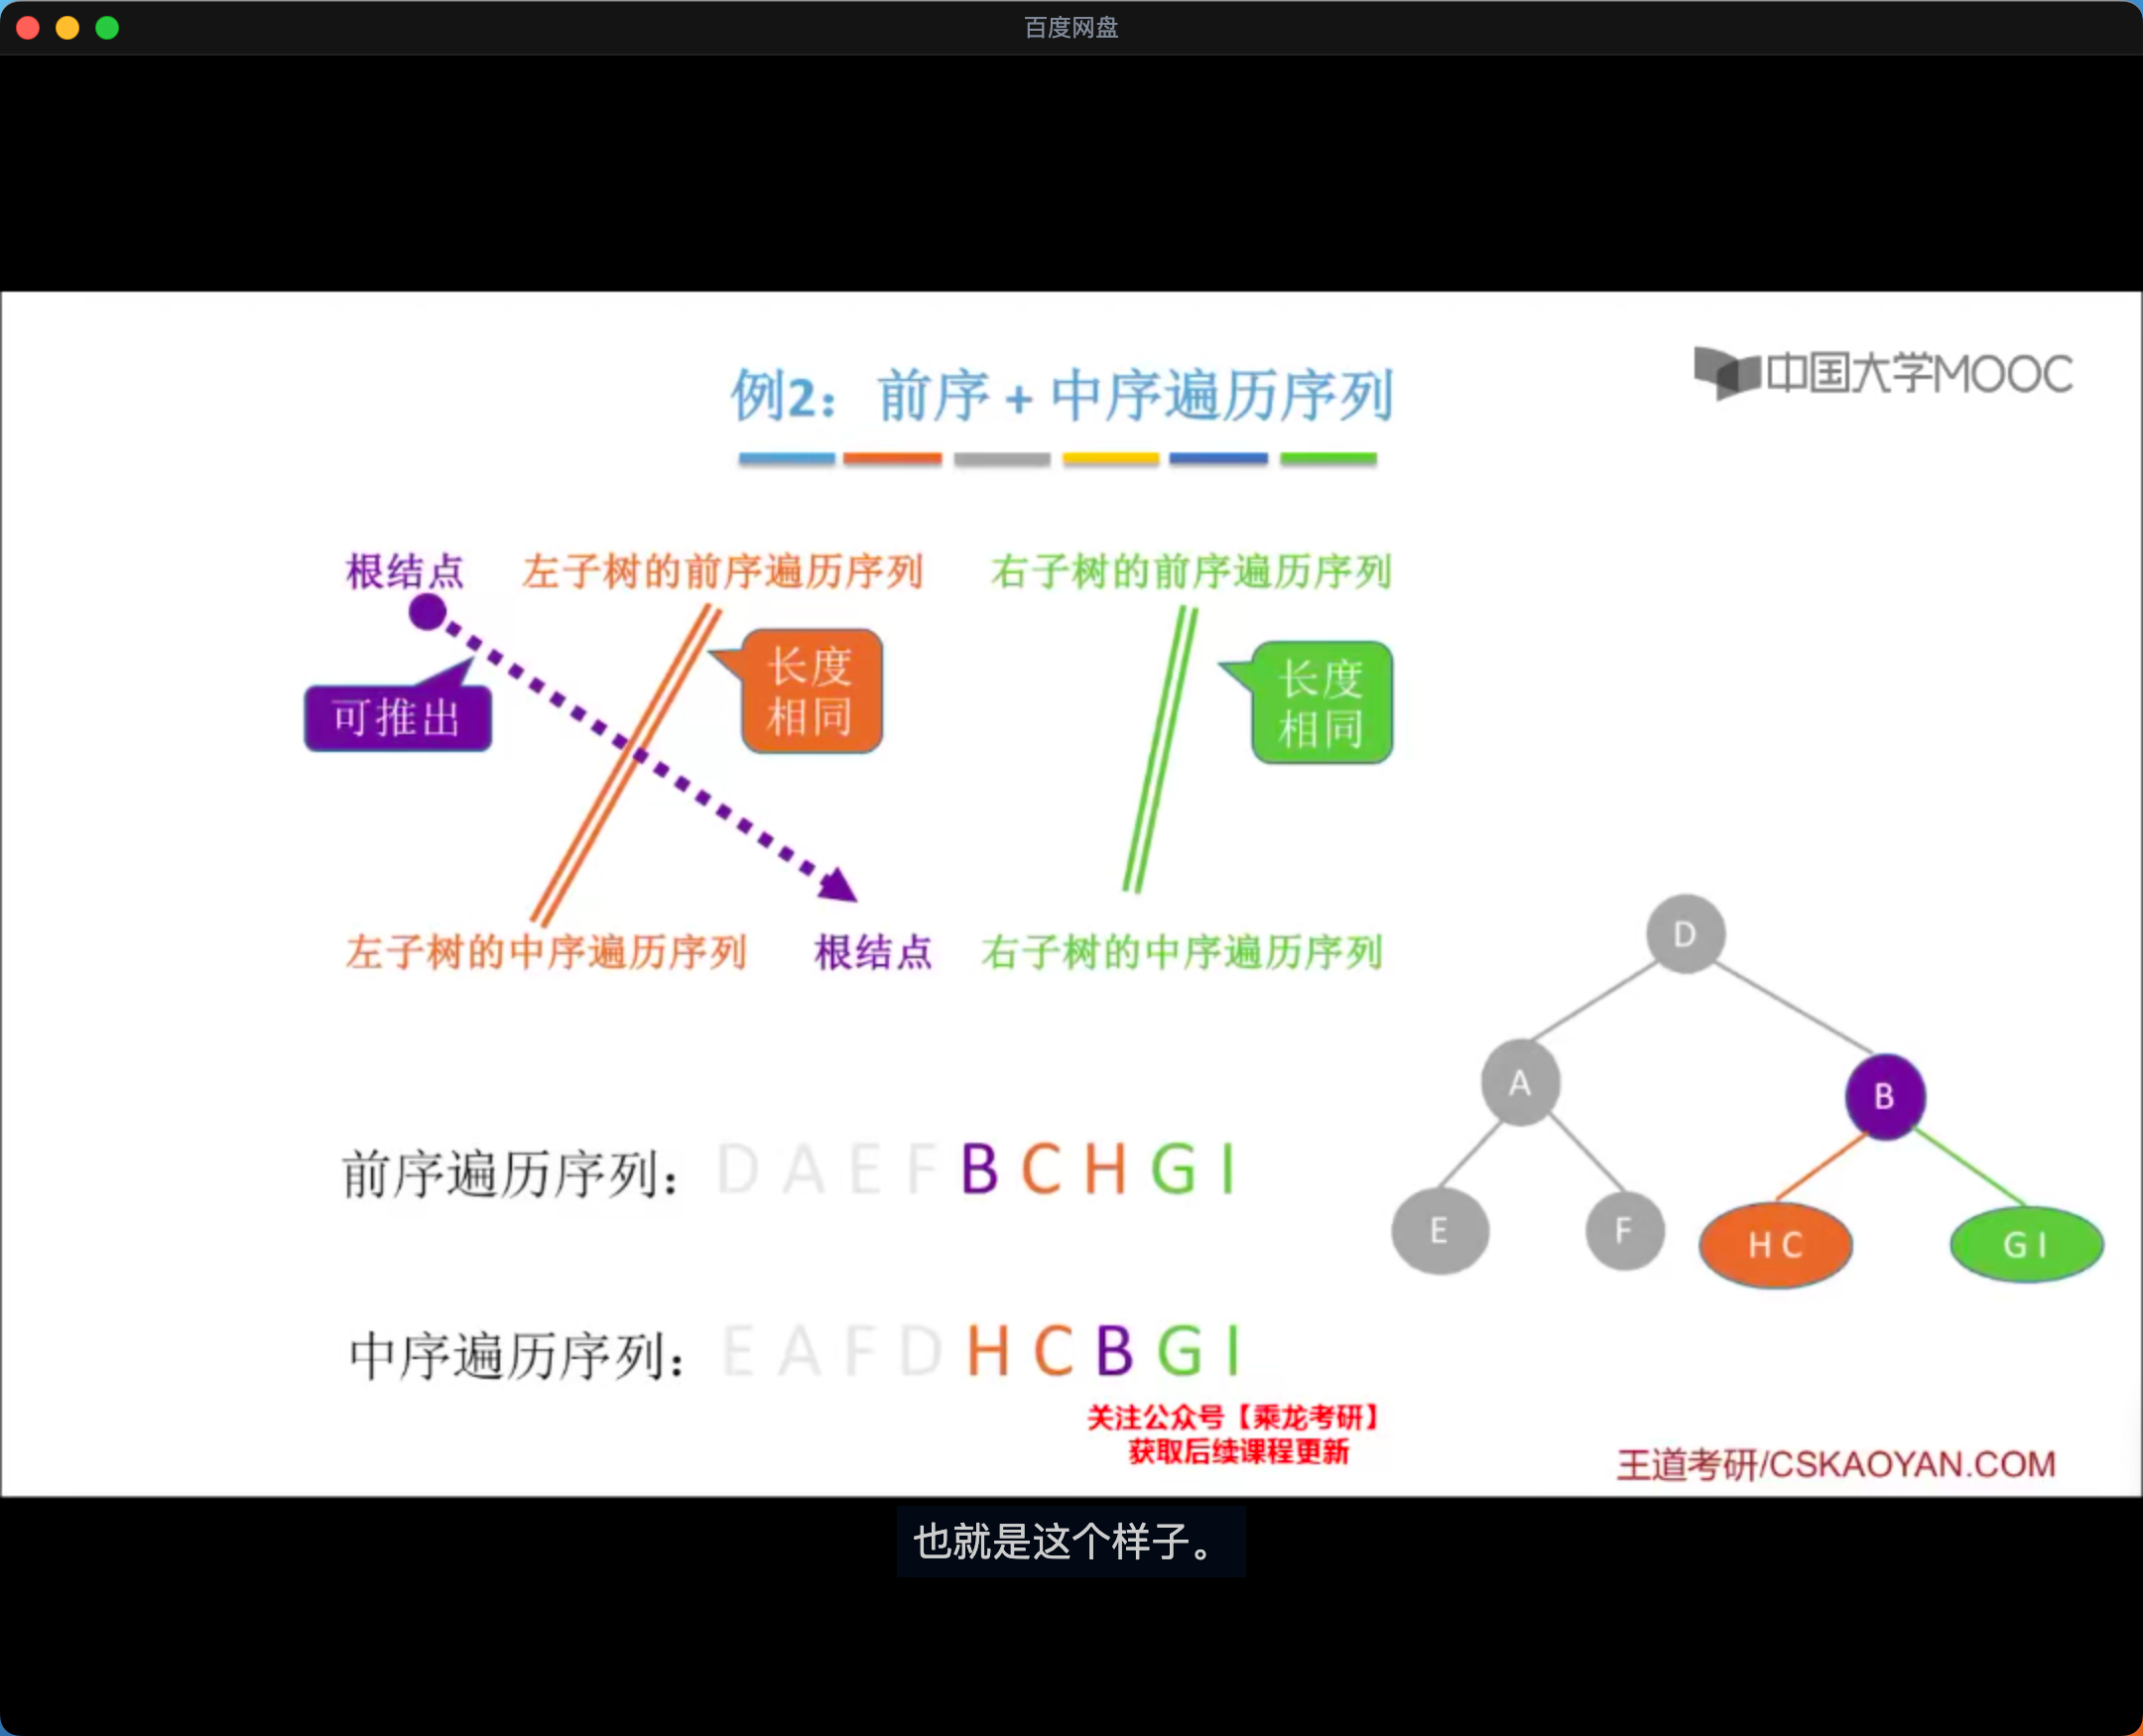 百度网盘
中国大学MOOC
例2：前序 + 中序遍历序列
根结点 左子树的前序遍历序列 右子树的前序遍历序列
长度
相同
长度
相同
可推出
左子树的中序遍历序列 根结点 右子树的中序遍历序列
D
A
B
E
F
H C
G I
前序遍历序列：D A E F B C H G I
中序遍历序列：E A F D H C B G I
关注公众号【乘龙考研】
获取后续课程更新
王道考研/CSKAOYAN.COM
也就是这个样子。